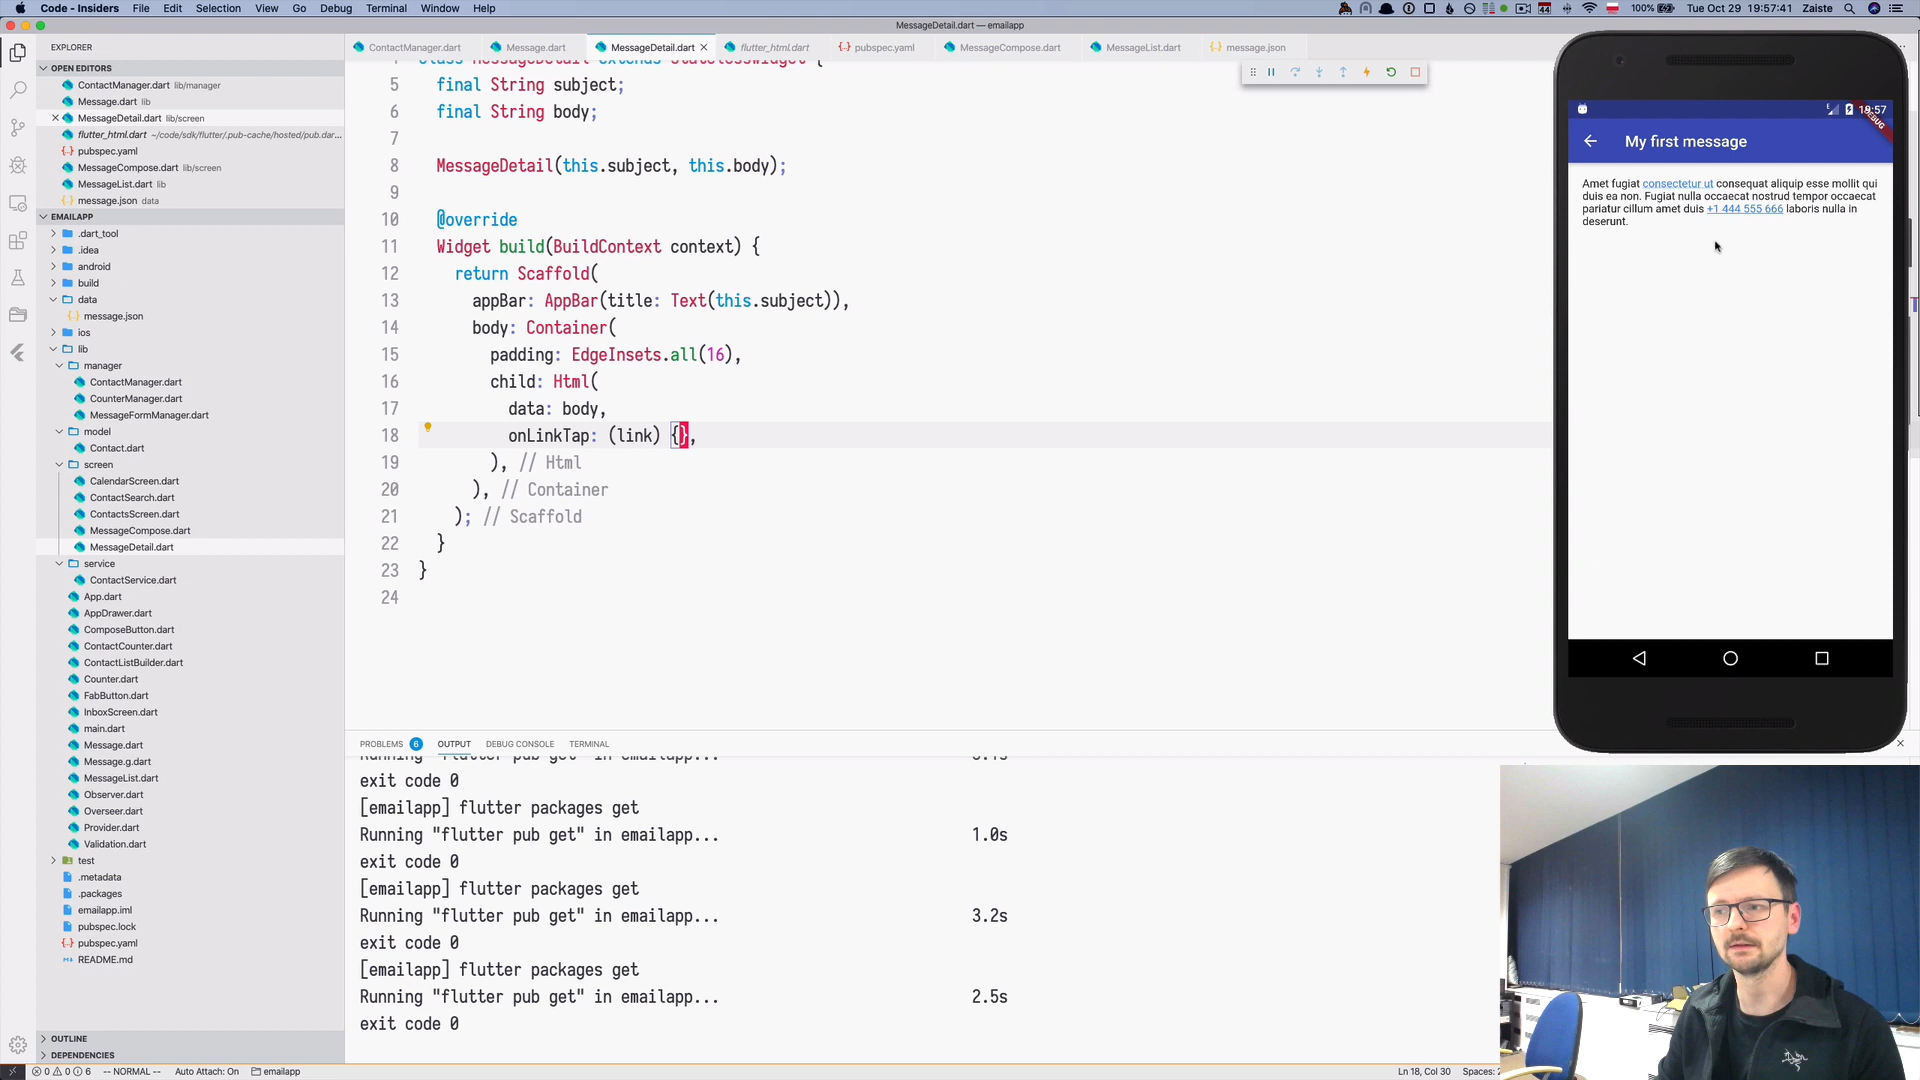 Code - Insiders File Edit Selection View Go Debug Terminal Window Help
44 100% Tue Oct 29 19:57:41 Zaiste
MessageDetail.dart — emailapp
EXPLORER
OPEN EDITORS
ContactManager.dart lib/manager
Message.dart lib
MessageDetail.dart lib/screen
flutter_html.dart ~/code/sdk/flutter/.pub-cache/hosted/pub.dar...
pubspec.yaml
MessageCompose.dart lib/screen
MessageList.dart lib
message.json data
EMAILAPP
.dart_tool
.idea
android
build
data
message.json
ios
lib
manager
ContactManager.dart
CounterManager.dart
MessageFormManager.dart
model
Contact.dart
screen
CalendarScreen.dart
ContactSearch.dart
ContactsScreen.dart
MessageCompose.dart
MessageDetail.dart
service
ContactService.dart
App.dart
AppDrawer.dart
ComposeButton.dart
ContactCounter.dart
ContactListBuilder.dart
Counter.dart
FabButton.dart
InboxScreen.dart
main.dart
Message.dart
Message.g.dart
MessageList.dart
Observer.dart
Overseer.dart
Provider.dart
Validation.dart
test
.metadata
.packages
emailapp.iml
pubspec.lock
pubspec.yaml
README.md
OUTLINE
DEPENDENCIES
ContactManager.dart Message.dart MessageDetail.dart flutter_html.dart pubspec.yaml MessageCompose.dart MessageList.dart message.json
4 class MessageDetail extends StatelessWidget {
5 final String subject;
6 final String body;
7
8 MessageDetail(this.subject, this.body);
9
10 @override
11 Widget build(BuildContext context) {
12 return Scaffold(
13 appBar: AppBar(title: Text(this.subject)),
14 body: Container(
15 padding: EdgeInsets.all(16),
16 child: Html(
17 data: body,
18 onLinkTap: (link) {},
19 ), // Html
20 ), // Container
21 ); // Scaffold
22 }
23 }
24
PROBLEMS 6 OUTPUT DEBUG CONSOLE TERMINAL
Running "flutter pub get" in emailapp...
exit code 0
[emailapp] flutter packages get
Running "flutter pub get" in emailapp... 1.0s
exit code 0
[emailapp] flutter packages get
Running "flutter pub get" in emailapp... 3.2s
exit code 0
[emailapp] flutter packages get
Running "flutter pub get" in emailapp... 2.5s
exit code 0
0 0 6 -- NORMAL -- Auto Attach: On emailapp Ln 18, Col 30 Spaces:
19:57
DEBUG
My first message
Amet fugiat consectetur ut consequat aliquip esse mollit qui
duis ea non. Fugiat nulla occaecat nostrud tempor occaecat
pariatur cillum amet duis +1 444 555 666 laboris nulla in
deserunt.